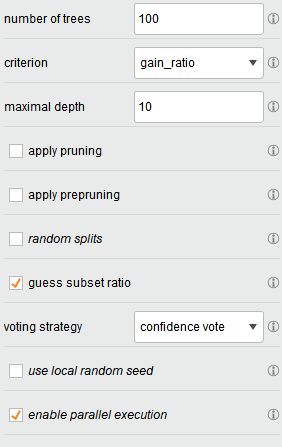 number of trees 100
criterion gain_ratio
maximal depth 10
apply pruning
apply prepruning
random splits
guess subset ratio
voting strategy confidence vote
use local random seed
enable parallel execution